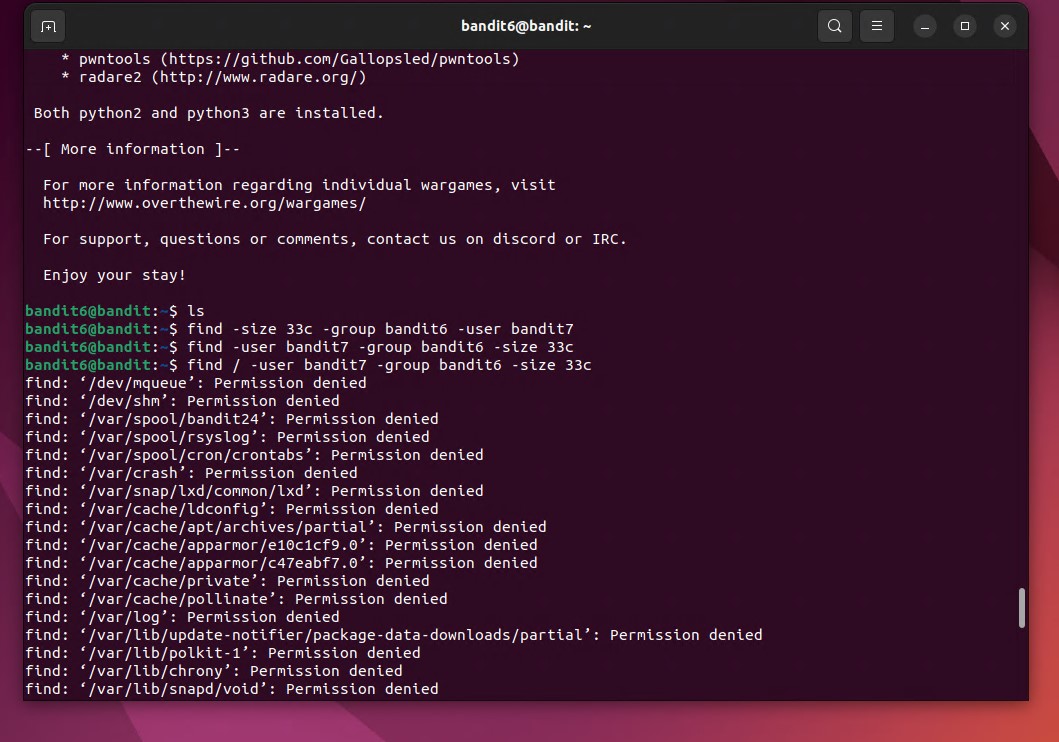 bandit6@bandit: ~
* pwntools (https://github.com/Gallopsled/pwntools)
* radare2 (http://www.radare.org/)
Both python2 and python3 are installed.
--[ More information ]--
For more information regarding individual wargames, visit
http://www.overthewire.org/wargames/
For support, questions or comments, contact us on discord or IRC.
Enjoy your stay!
bandit6@bandit:~$ ls
bandit6@bandit:~$ find -size 33c -group bandit6 -user bandit7
bandit6@bandit:~$ find -user bandit7 -group bandit6 -size 33c
bandit6@bandit:~$ find / -user bandit7 -group bandit6 -size 33c
find: ‘/dev/mqueue’: Permission denied
find: ‘/dev/shm’: Permission denied
find: ‘/var/spool/bandit24’: Permission denied
find: ‘/var/spool/rsyslog’: Permission denied
find: ‘/var/spool/cron/crontabs’: Permission denied
find: ‘/var/crash’: Permission denied
find: ‘/var/snap/lxd/common/lxd’: Permission denied
find: ‘/var/cache/ldconfig’: Permission denied
find: ‘/var/cache/apt/archives/partial’: Permission denied
find: ‘/var/cache/apparmor/e10c1cf9.0’: Permission denied
find: ‘/var/cache/apparmor/c47eabf7.0’: Permission denied
find: ‘/var/cache/private’: Permission denied
find: ‘/var/cache/pollinate’: Permission denied
find: ‘/var/log’: Permission denied
find: ‘/var/lib/update-notifier/package-data-downloads/partial’: Permission denied
find: ‘/var/lib/polkit-1’: Permission denied
find: ‘/var/lib/chrony’: Permission denied
find: ‘/var/lib/snapd/void’: Permission denied